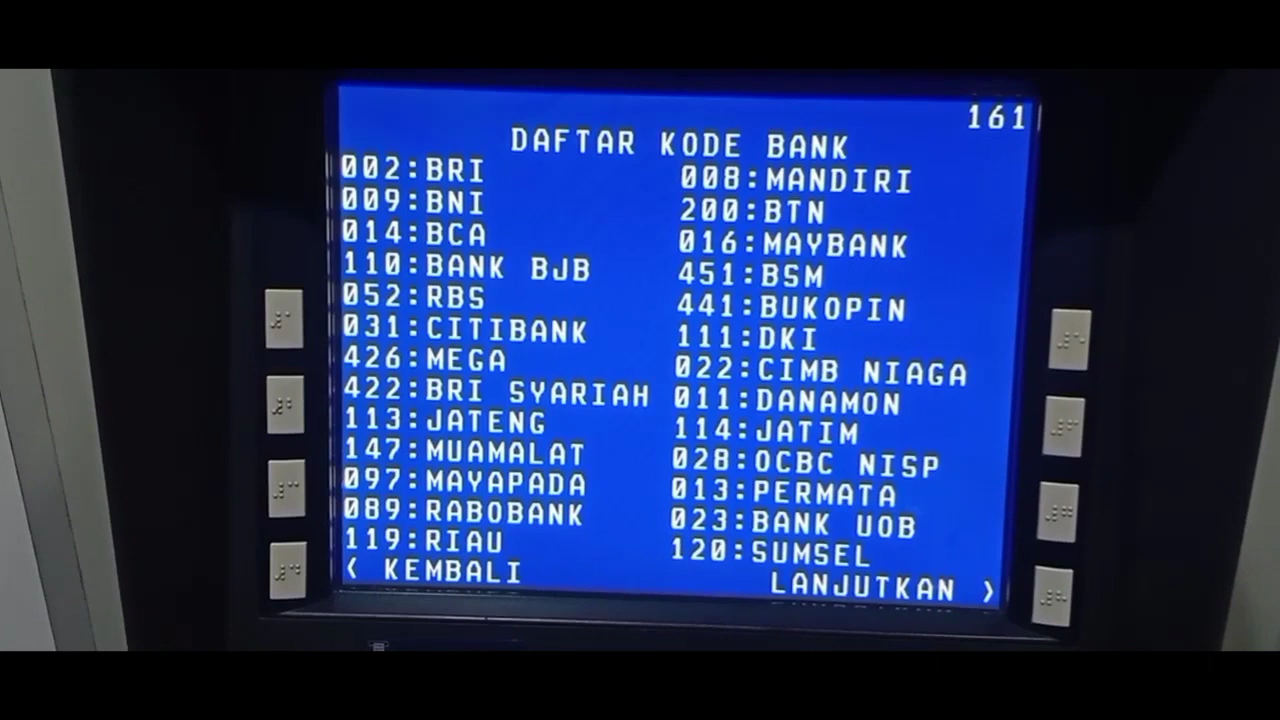 161
DAFTAR KODE BANK
002:BRI 008:MANDIRI
009:BNI 200:BTN
014:BCA 016:MAYBANK
110:BANK BJB 451:BSM
052:RBS 441:BUKOPIN
031:CITIBANK 111:DKI
426:MEGA 022:CIMB NIAGA
422:BRI SYARIAH 011:DANAMON
113:JATENG 114:JATIM
147:MUAMALAT 028:OCBC NISP
097:MAYAPADA 013:PERMATA
089:RABOBANK 023:BANK UOB
119:RIAU 120:SUMSEL
< KEMBALI LANJUTKAN >